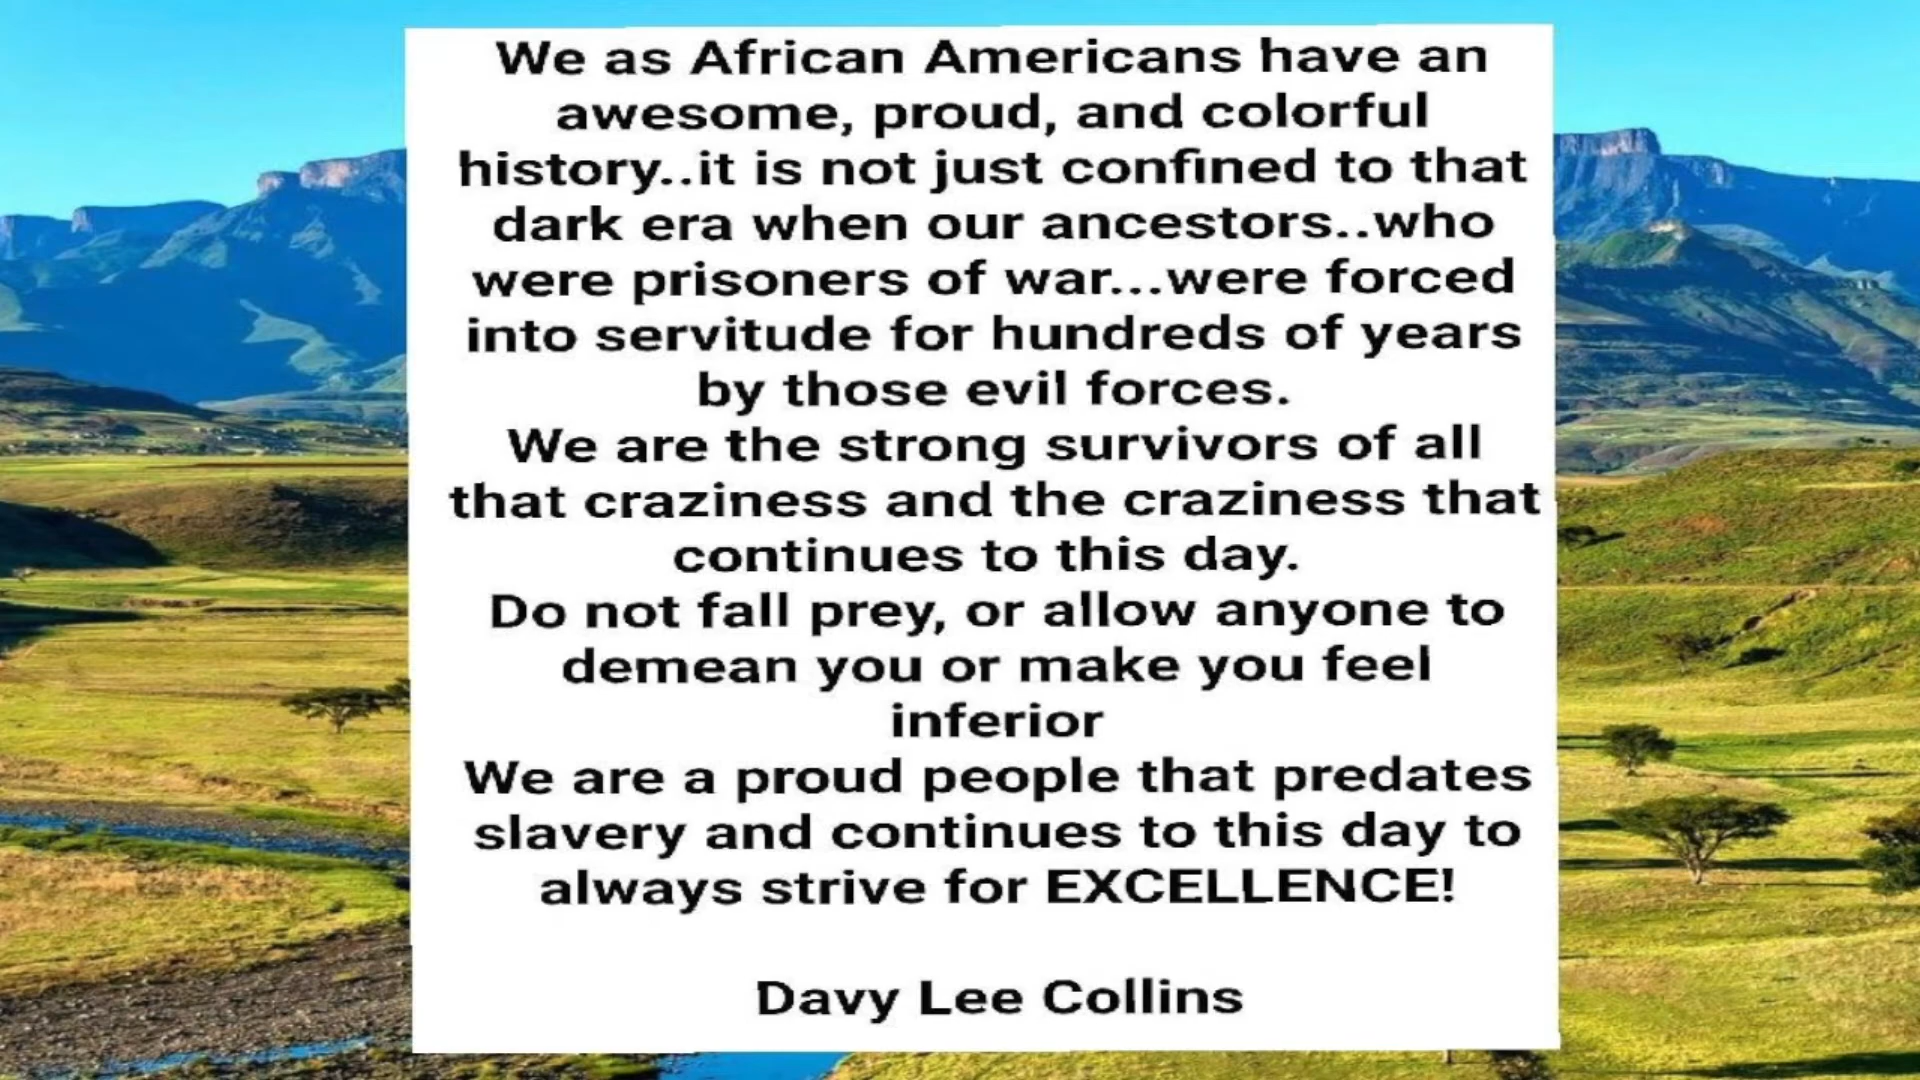 We as African Americans have an
awesome, proud, and colorful
history..it is not just confined to that
dark era when our ancestors..who
were prisoners of war...were forced
into servitude for hundreds of years
by those evil forces.
We are the strong survivors of all
that craziness and the craziness that
continues to this day.
Do not fall prey, or allow anyone to
demean you or make you feel
inferior
We are a proud people that predates
slavery and continues to this day to
always strive for EXCELLENCE!
Davy Lee Collins